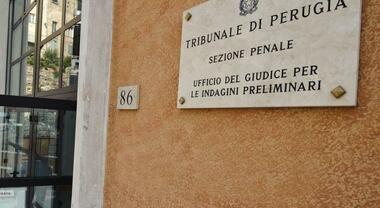 TRIBUNALE DI PERUGIA
SEZIONE PENALE
UFFICIO DEL GIUDICE PER
LE INDAGINI PRELIMINARI
86